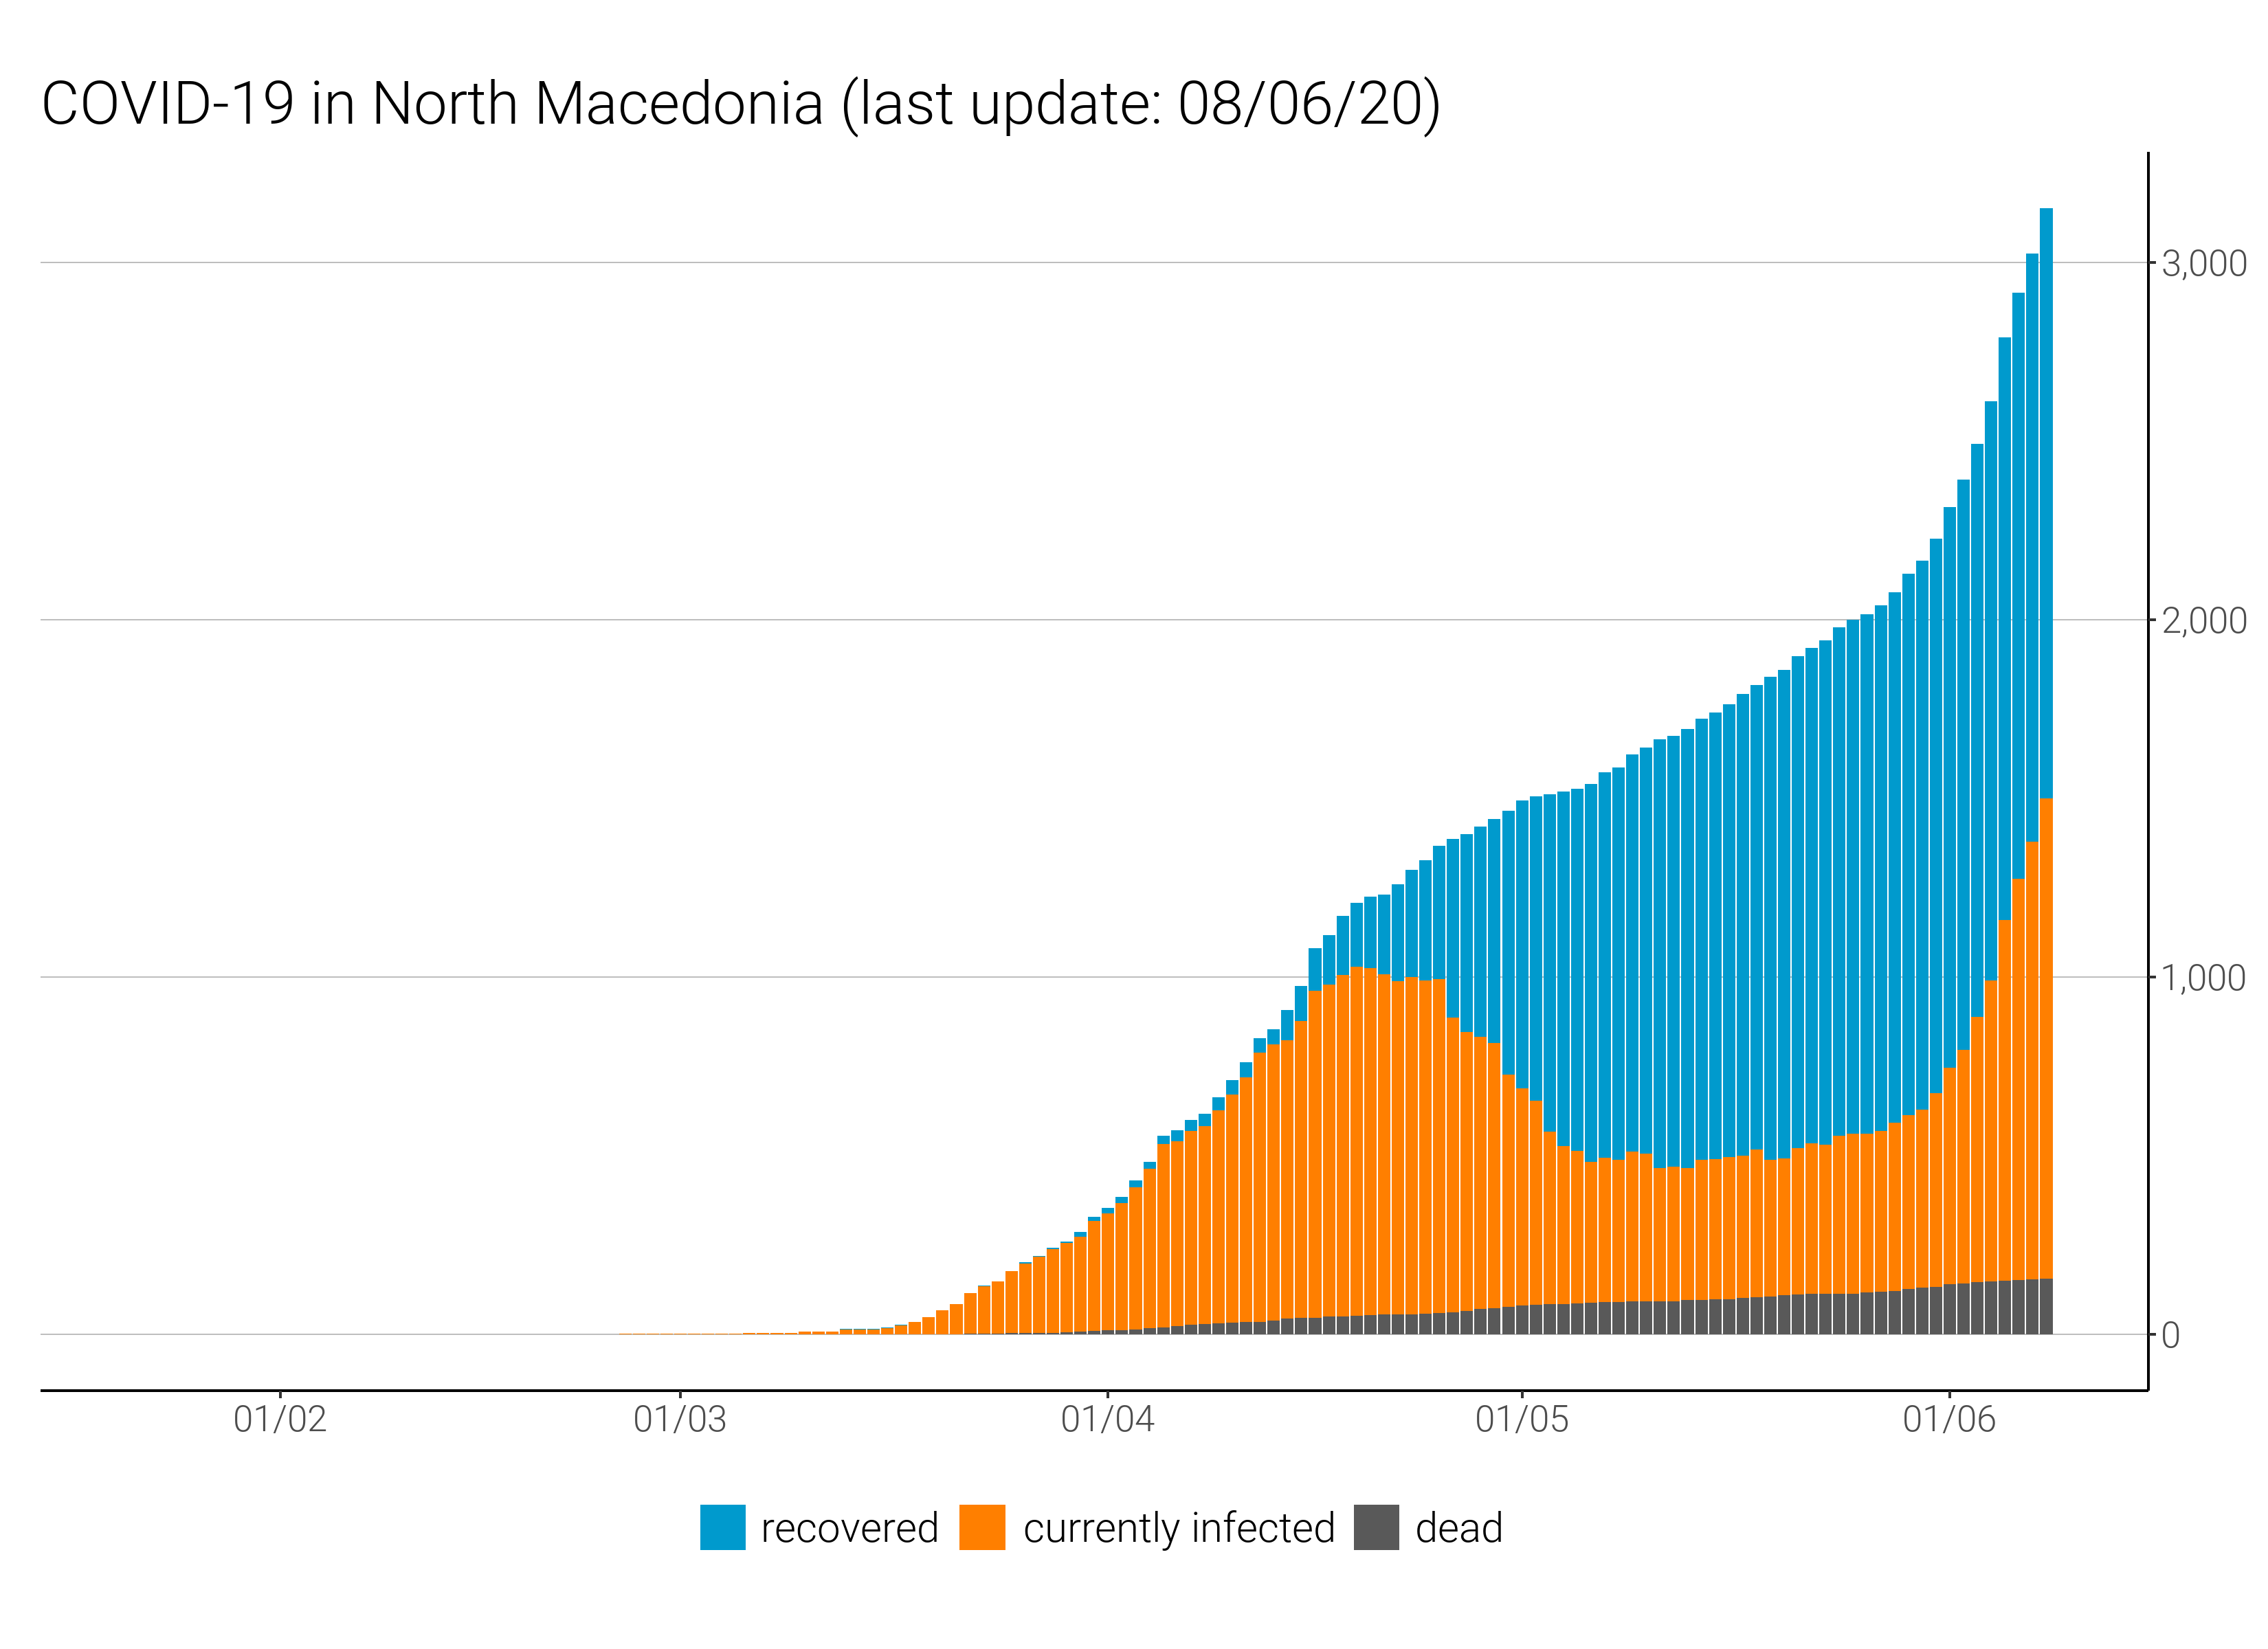 COVID-19 in North Macedonia (last update: 08/06/20)
3,000
2,000
1,000
0
01/02 01/03 01/04 01/05 01/06
recovered currently infected dead